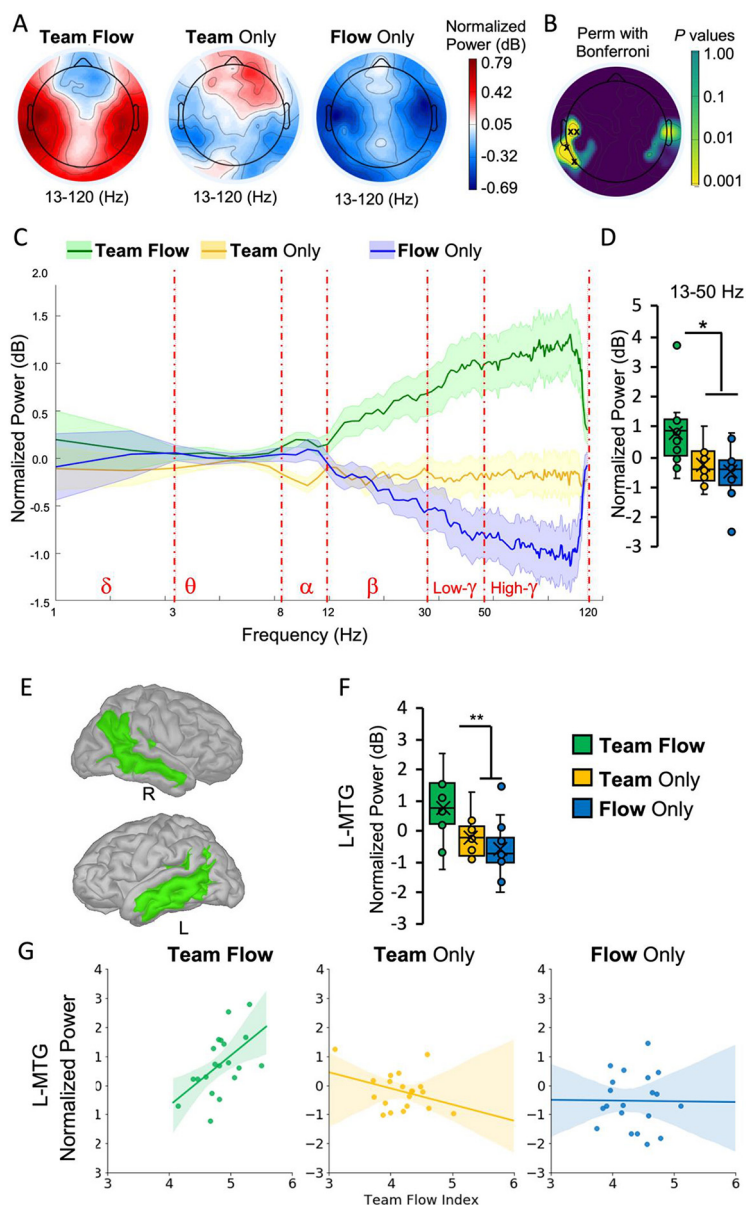 A
Team Flow
Team Only
Flow Only
Normalized
Power (dB)
0.79
0.42
0.05
-0.32
-0.69
13-120 (Hz)
13-120 (Hz)
13-120 (Hz)
B
Perm with
Bonferroni
P values
1.00
0.1
0.01
0.001
x x
x
x
C
Team Flow
Team Only
Flow Only
Normalized Power (dB)
2.0
1.5
1.0
0.5
0.0
-0.5
-1.0
-1.5
δ
θ
α
β
Low-γ
High-γ
1
3
8
12
30
50
120
Frequency (Hz)
D
13-50 Hz
Normalized Power (dB)
5
4
3
2
1
0
-1
-2
-3
*
E
R
L
F
L-MTG
Normalized Power (dB)
4
3
2
1
0
-1
-2
-3
**
Team Flow
Team Only
Flow Only
G
Team Flow
Team Only
Flow Only
L-MTG
Normalized Power
4
3
2
1
0
1
2
3
3
4
5
6
4
3
2
1
0
−1
−2
−3
3
4
5
6
Team Flow Index
4
3
2
1
0
−1
−2
−3
3
4
5
6